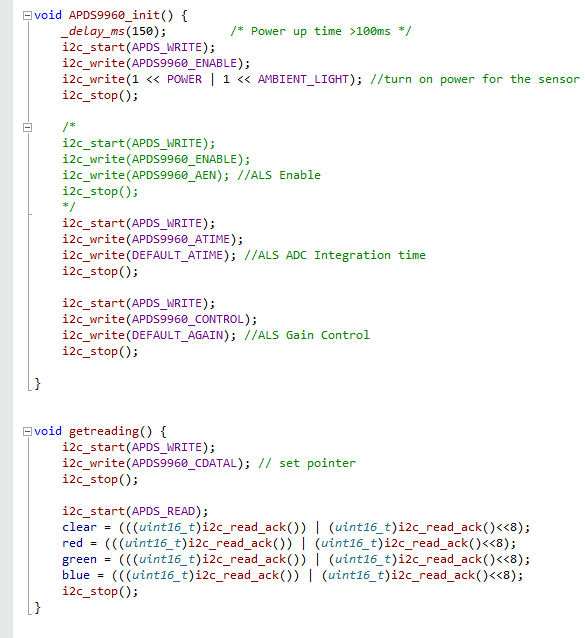 void APDS9960_init() {
    _delay_ms(150);         /* Power up time >100ms */
    i2c_start(APDS_WRITE);
    i2c_write(APDS9960_ENABLE);
    i2c_write(1 << POWER | 1 << AMBIENT_LIGHT); //turn on power for the sensor
    i2c_stop();

    /*
    i2c_start(APDS_WRITE);
    i2c_write(APDS9960_ENABLE);
    i2c_write(APDS9960_AEN); //ALS Enable
    i2c_stop();
    */
    i2c_start(APDS_WRITE);
    i2c_write(APDS9960_ATIME);
    i2c_write(DEFAULT_ATIME); //ALS ADC Integration time
    i2c_stop();

    i2c_start(APDS_WRITE);
    i2c_write(APDS9960_CONTROL);
    i2c_write(DEFAULT_AGAIN); //ALS Gain Control
    i2c_stop();

}


void getreading() {
    i2c_start(APDS_WRITE);
    i2c_write(APDS9960_CDATAL); // set pointer
    i2c_stop();

    i2c_start(APDS_READ);
    clear = (((uint16_t)i2c_read_ack()) | (uint16_t)i2c_read_ack()<<8);
    red = (((uint16_t)i2c_read_ack()) | (uint16_t)i2c_read_ack()<<8);
    green = (((uint16_t)i2c_read_ack()) | (uint16_t)i2c_read_ack()<<8);
    blue = (((uint16_t)i2c_read_ack()) | (uint16_t)i2c_read_ack()<<8);
    i2c_stop();
}